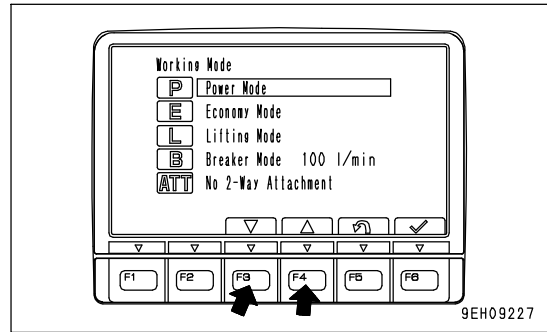 Working Mode
P Power Mode
E Economy Mode
L Lifting Mode
B Breaker Mode 100 l/min
ATT No 2-Way Attachment
F1 F2 F3 F4 F5 F6
9EH09227